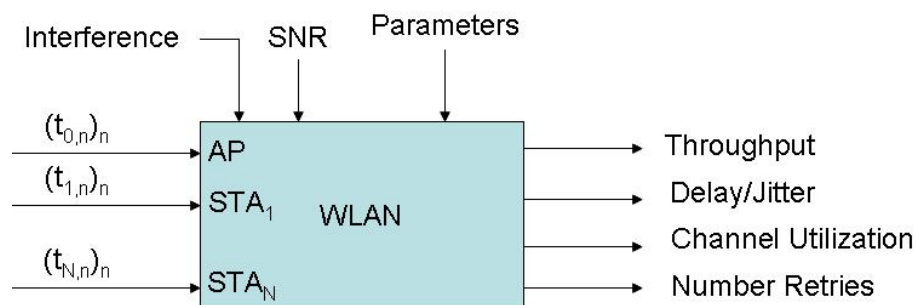 Interference
SNR
Parameters
(t0,n)n
AP
Throughput
(t1,n)n
STA1
WLAN
Delay/Jitter
Channel Utilization
(tN,n)n
STAN
Number Retries